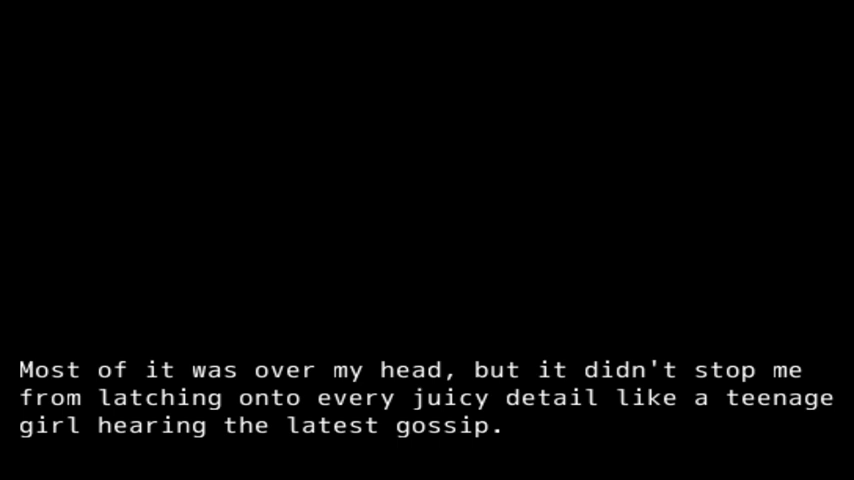 Most of it was over my head, but it didn't stop me
from latching onto every juicy detail like a teenage
girl hearing the latest gossip.